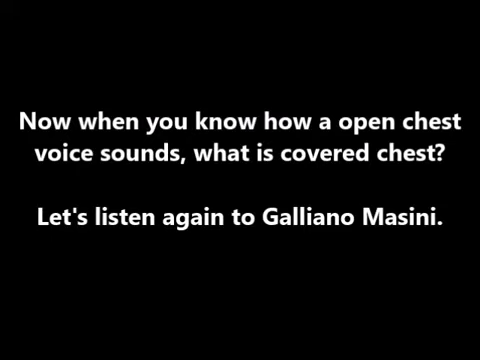 Now when you know how a open chest
voice sounds, what is covered chest?
Let's listen again to Galliano Masini.